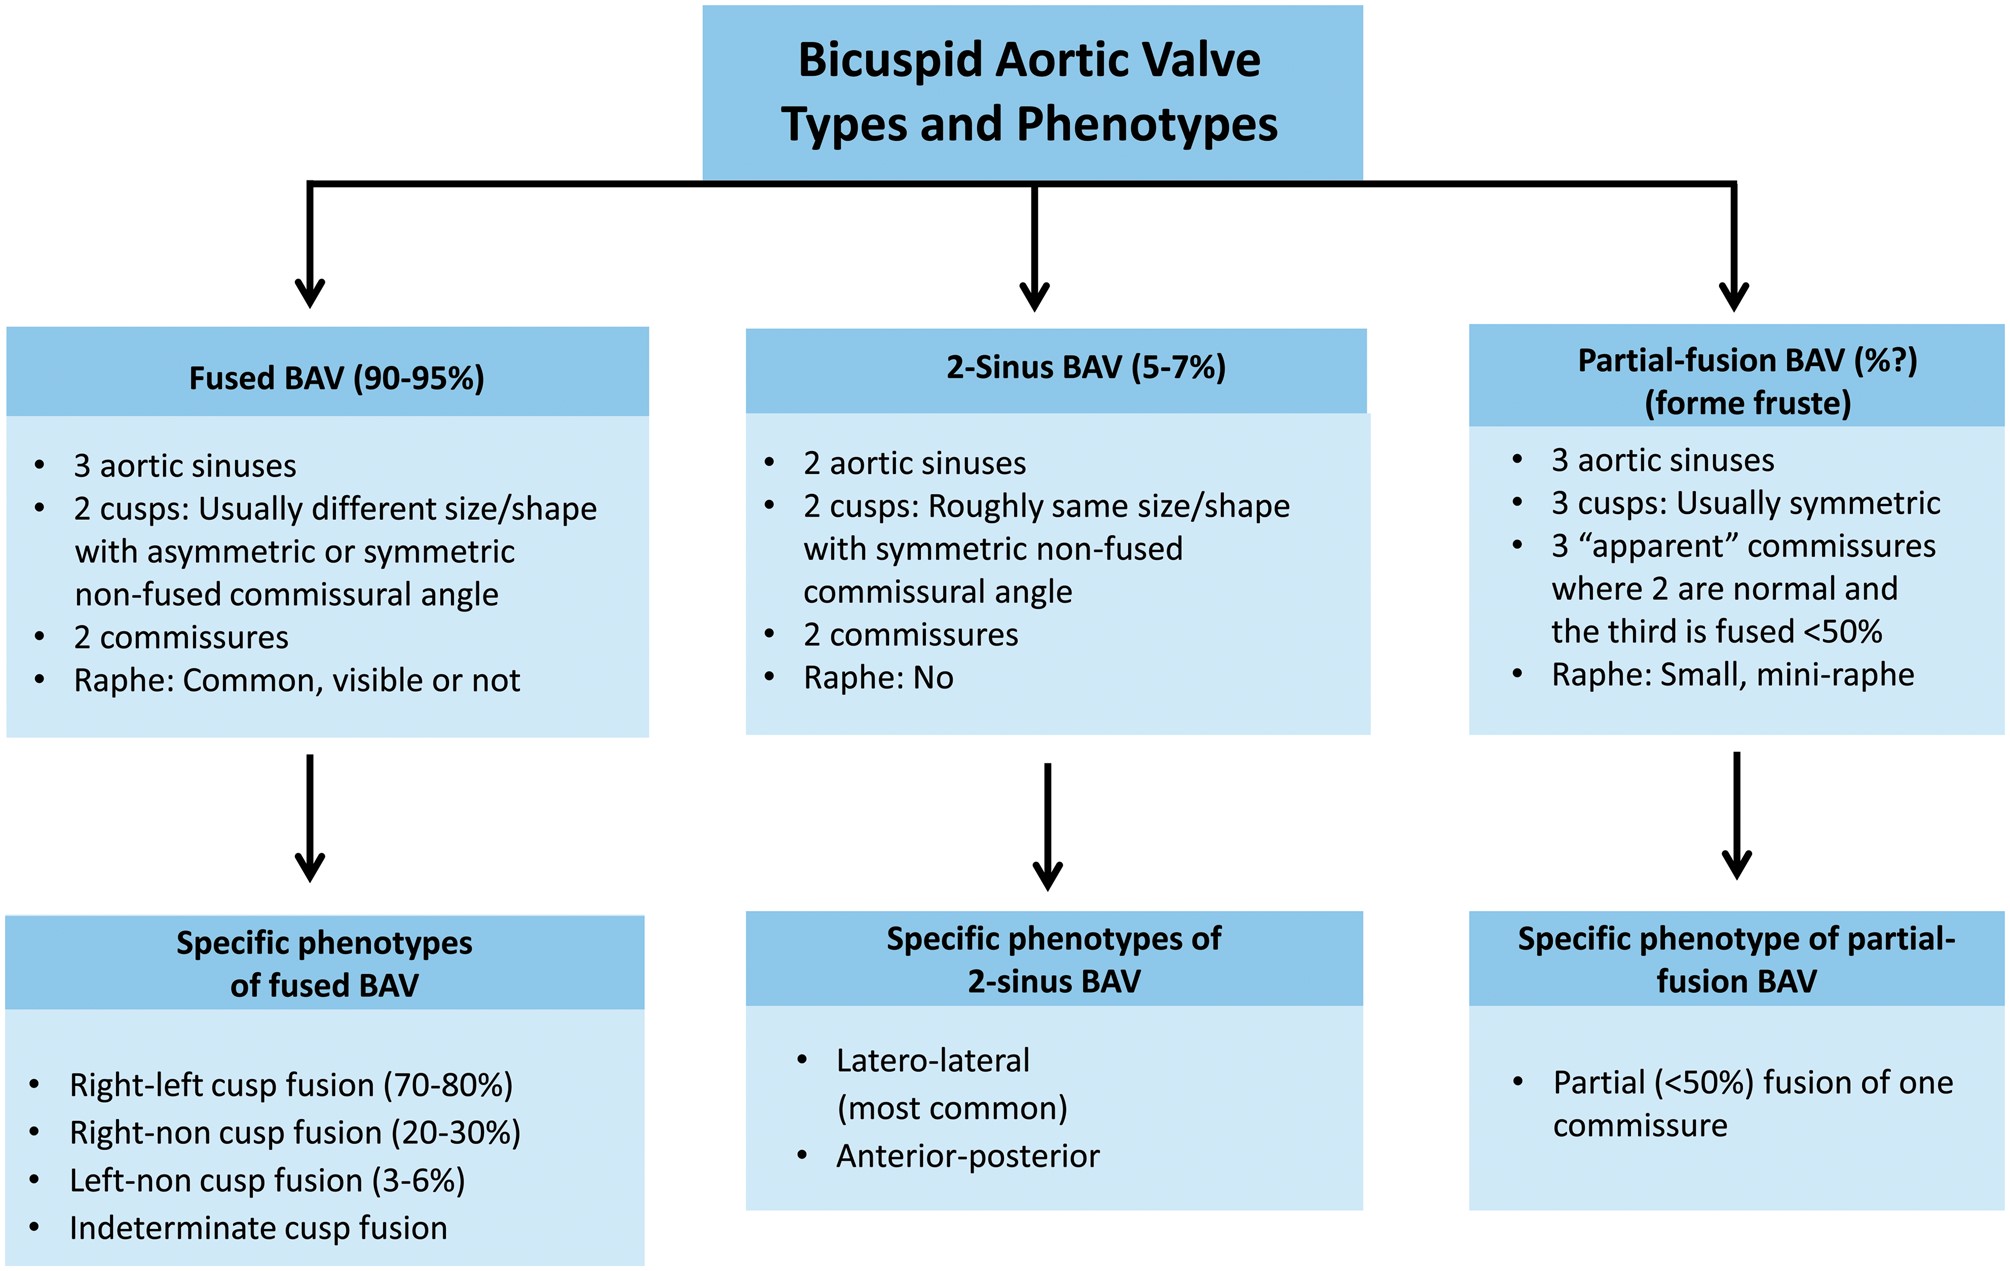 Bicuspid Aortic Valve
Types and Phenotypes
Fused BAV (90-95%)
• 3 aortic sinuses
• 2 cusps: Usually different size/shape
with asymmetric or symmetric
non-fused commissural angle
• 2 commissures
• Raphe: Common, visible or not
2-Sinus BAV (5-7%)
• 2 aortic sinuses
• 2 cusps: Roughly same size/shape
with symmetric non-fused
commissural angle
• 2 commissures
• Raphe: No
Partial-fusion BAV (%?)
(forme fruste)
• 3 aortic sinuses
• 3 cusps: Usually symmetric
• 3 “apparent” commissures
where 2 are normal and
the third is fused <50%
• Raphe: Small, mini-raphe
Specific phenotypes
of fused BAV
• Right-left cusp fusion (70-80%)
• Right-non cusp fusion (20-30%)
• Left-non cusp fusion (3-6%)
• Indeterminate cusp fusion
Specific phenotypes of
2-sinus BAV
• Latero-lateral
(most common)
• Anterior-posterior
Specific phenotype of partial-
fusion BAV
• Partial (<50%) fusion of one
commissure